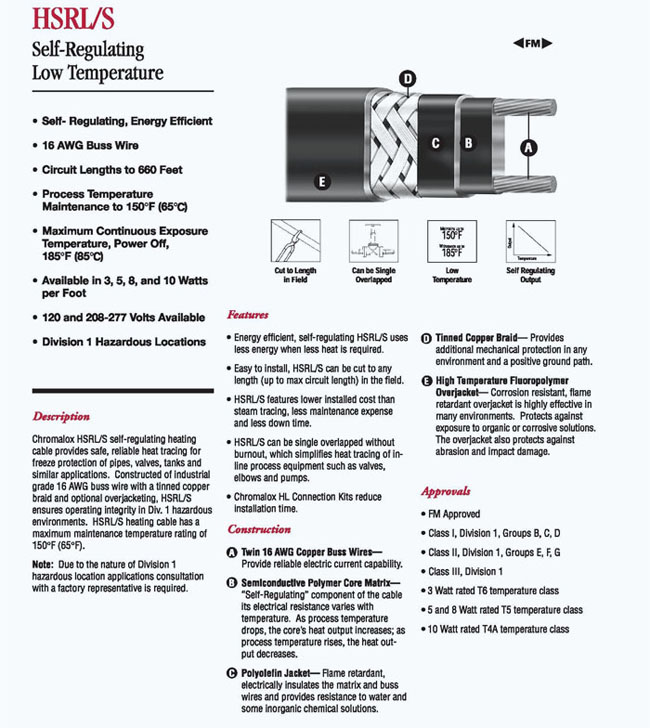 HSRL/S
Self-Regulating
Low Temperature
• Self- Regulating, Energy Efficient
• 16 AWG Buss Wire
• Circuit Lengths to 660 Feet
• Process Temperature
Maintenance to 150°F (65°C)
• Maximum Continuous Exposure
Temperature, Power Off,
185°F (85°C)
• Available in 3, 5, 8, and 10 Watts
per Foot
• 120 and 208-277 Volts Available
• Division 1 Hazardous Locations
Description
Chromalox HSRL/S self-regulating heating
cable provides safe, reliable heat tracing for
freeze protection of pipes, valves, tanks and
similar applications. Constructed of industrial
grade 16 AWG buss wire with a tinned copper
braid and optional overjacketing, HSRL/S
ensures operating integrity in Div. 1 hazardous
environments. HSRL/S heating cable has a
maximum maintenance temperature rating of
150°F (65°F).
Note: Due to the nature of Division 1
hazardous location applications consultation
with a factory representative is required.
FM
D
C
B
A
E
150°F
185°F
Output
Temperature
Cut to Length
in Field
Can be Single
Overlapped
Low
Temperature
Self Regulating
Output
Features
• Energy efficient, self-regulating HSRL/S uses
less energy when less heat is required.
• Easy to install, HSRL/S can be cut to any
length (up to max circuit length) in the field.
• HSRL/S features lower installed cost than
steam tracing, less maintenance expense
and less down time.
• HSRL/S can be single overlapped without
burnout, which simplifies heat tracing of in-
line process equipment such as valves,
elbows and pumps.
• Chromalox HL Connection Kits reduce
installation time.
Construction
A Twin 16 AWG Copper Buss Wires—
Provide reliable electric current capability.
B Semiconductive Polymer Core Matrix—
"Self-Regulating" component of the cable
its electrical resistance varies with
temperature. As process temperature
drops, the core's heat output increases; as
process temperature rises, the heat out-
put decreases.
C Polyolefin Jacket— Flame retardant,
electrically insulates the matrix and buss
wires and provides resistance to water and
some inorganic chemical solutions.
D Tinned Copper Braid— Provides
additional mechanical protection in any
environment and a positive ground path.
E High Temperature Fluoropolymer
Overjacket— Corrosion resistant, flame
retardant overjacket is highly effective in
many environments. Protects against
exposure to organic or corrosive solutions.
The overjacket also protects against
abrasion and impact damage.
Approvals
• FM Approved
• Class I, Division 1, Groups B, C, D
• Class II, Division 1, Groups E, F, G
• Class III, Division 1
• 3 Watt rated T6 temperature class
• 5 and 8 Watt rated T5 temperature class
• 10 Watt rated T4A temperature class